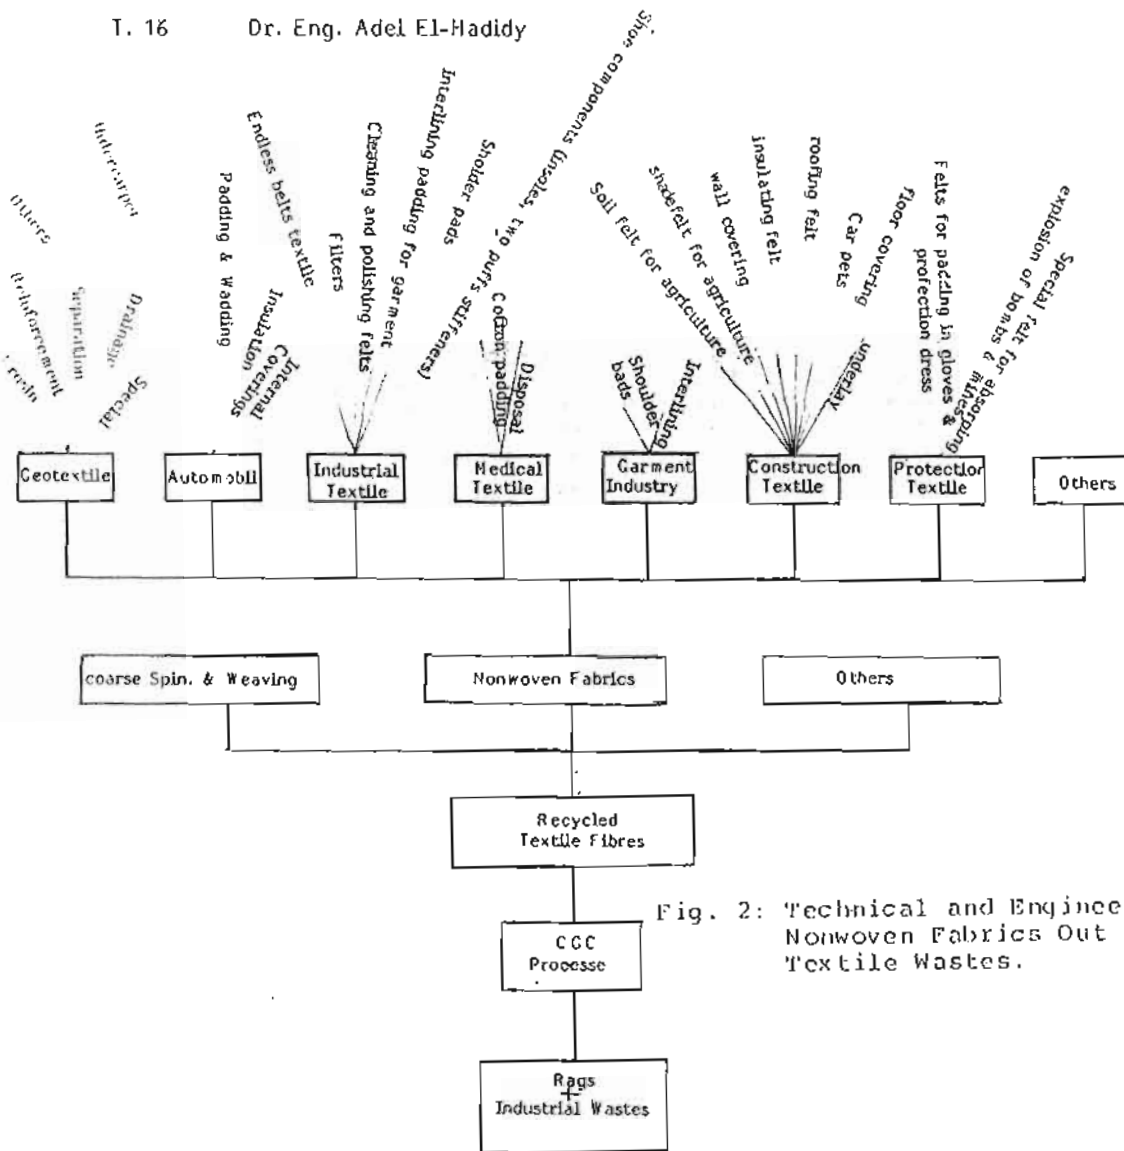 T. 16 Dr. Eng. Adel El-Hadidy
Others
Undercarpet
Reinforcement
Separation
Drainage
Special
Padding & Wadding
Insulation
Internal
Coverings
Endless belts textile
filters
Cleaning and polishing felts
Interlining padding for garment
Sholder pads
Shoe components (insoles, two puffs stiffeners)
Cotton padding
Disposal
Shoulder
bads
Interlining
Soil felt for agriculture
shadefelt for agriculture
wall covering
insulating felt
roofing felt
Car pets
floor covering
underlay
Felts for padding in gloves &
profection dress
Special felt for absorping
explosion of bombs & mines
Geotextile
Automobil
Industrial
Textile
Medical
Textile
Garment
Industry
Construction
Textile
Protection
Textile
Others
coarse Spin. & Weaving
Nonwoven Fabrics
Others
Recycled
Textile Fibres
CGC
Processe
Rags
+
Industrial Wastes
Fig. 2: Technical and Enginee
Nonwoven Fabrics Out
Textile Wastes.